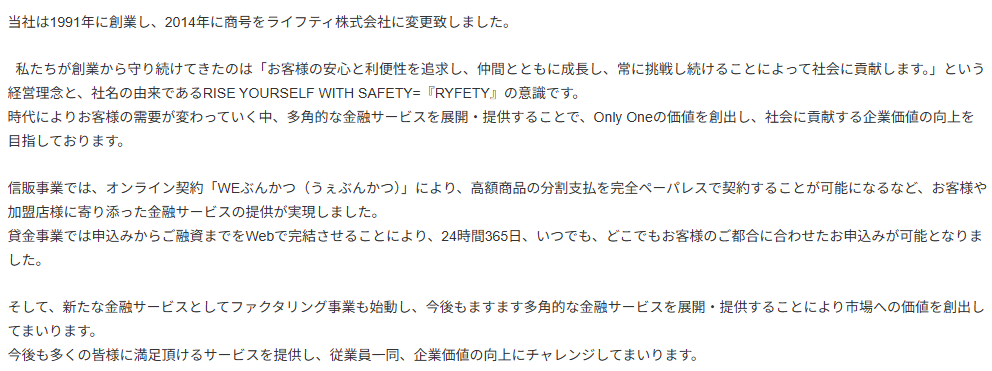 当社は1991年に創業し、2014年に商号をライフティ株式会社に変更致しました。
私たちが創業から守り続けてきたのは「お客様の安心と利便性を追求し、仲間とともに成長し、常に挑戦し続けることによって社会に貢献します。」という
経営理念と、社名の由来であるRISE YOURSELF WITH SAFETY=『RYFETY』の意識です。
時代によりお客様の需要が変わっていく中、多角的な金融サービスを展開・提供することで、Only Oneの価値を創出し、社会に貢献する企業価値の向上を
目指しております。
信販事業では、オンライン契約「WEぶんかつ（うぇぶんかつ）」により、高額商品の分割支払を完全ペーパレスで契約することが可能になるなど、お客様や
加盟店様に寄り添った金融サービスの提供が実現しました。
貸金事業では申込みからご融資までをWebで完結させることにより、24時間365日、いつでも、どこでもお客様のご都合に合わせたお申込みが可能となりま
した。
そして、新たな金融サービスとしてファクタリング事業も始動し、今後もますます多角的な金融サービスを展開・提供することにより市場への価値を創出し
てまいります。
今後も多くの皆様に満足頂けるサービスを提供し、従業員一同、企業価値の向上にチャレンジしてまいります。